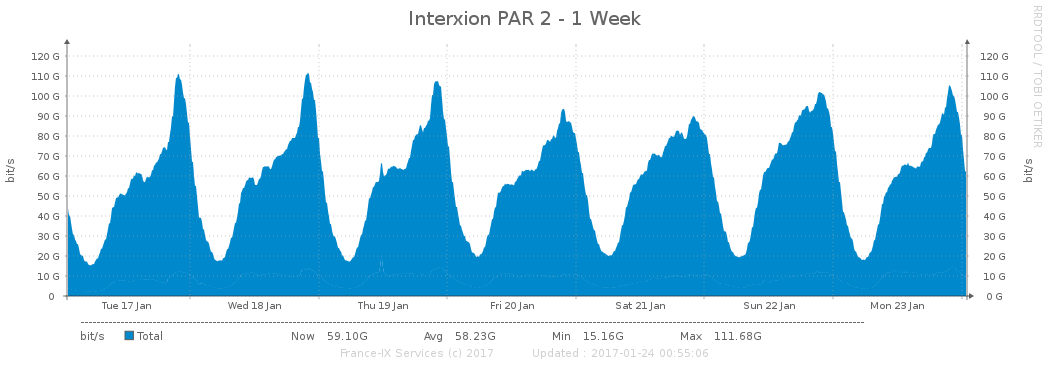 Interxion PAR 2 - 1 Week
RRDTOOL / TOBI OETIKER
bit/s
120 G 120 G
110 G 110 G
100 G 100 G
90 G 90 G
80 G 80 G
70 G 70 G
60 G 60 G
50 G 50 G
40 G 40 G
30 G 30 G
20 G 20 G
10 G 10 G
0 0 G
bit/s
Tue 17 Jan Wed 18 Jan Thu 19 Jan Fri 20 Jan Sat 21 Jan Sun 22 Jan Mon 23 Jan
bit/s Total Now 59.10G Avg 58.23G Min 15.16G Max 111.68G
France-IX Services (c) 2017 Updated : 2017-01-24 00:55:06